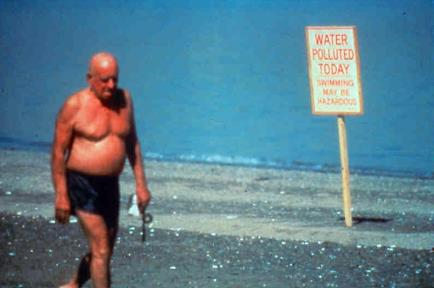 WATER
POLLUTED
TODAY
SWIMMING
MAY BE
HAZARDOUS